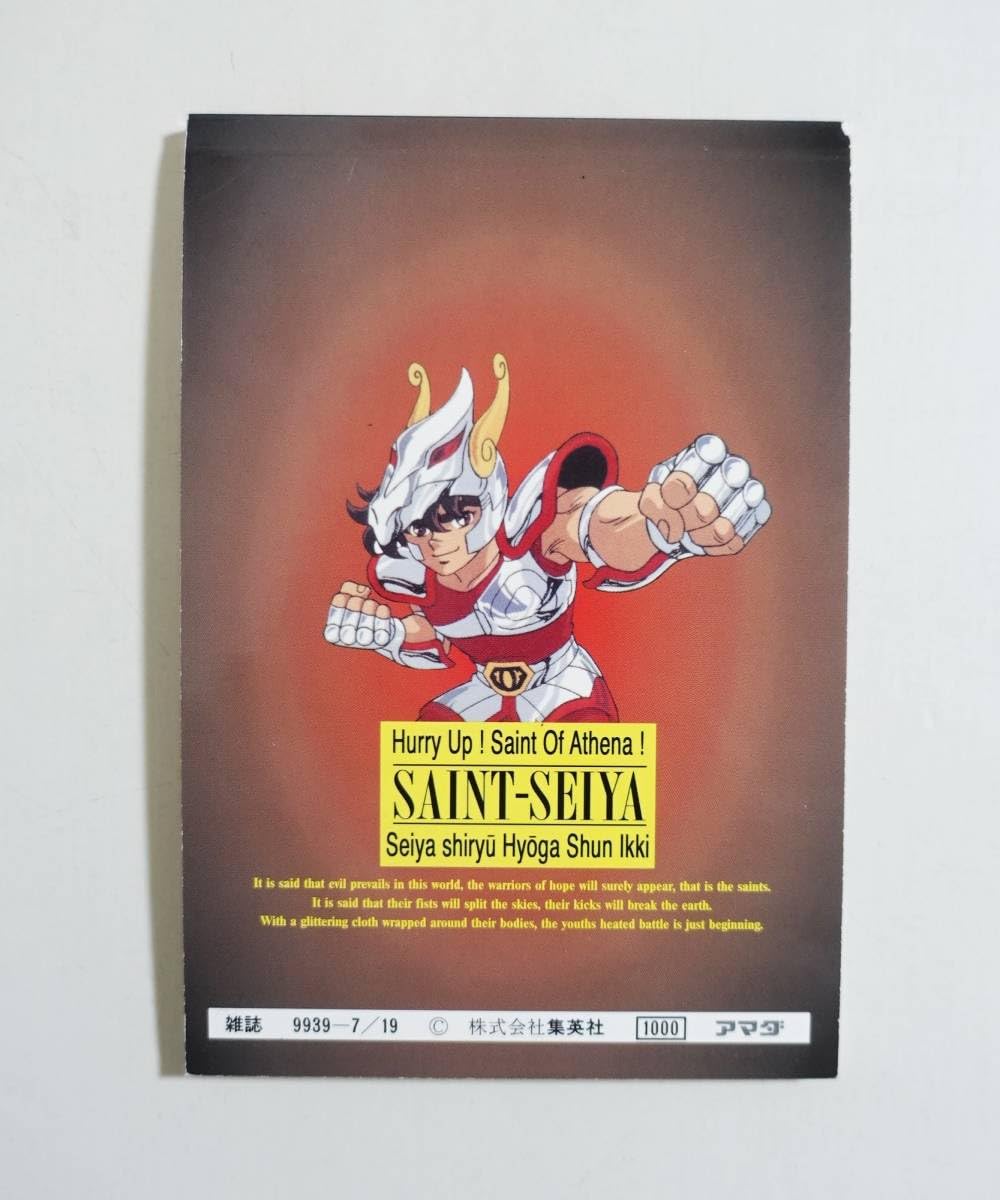 Hurry Up ! Saint Of Athena !
SAINT-SEIYA
Seiya shiryū Hyōga Shun Ikki
It is said that evil prevails in this world, the warriors of hope will surely appear, that is the saints.
It is said that their fists will split the skies, their kicks will break the earth.
With a glittering cloth wrapped around their bodies, the youths heated battle is just beginning.
雑誌 9939-7/19 © 株式会社集英社 1000 アマダ